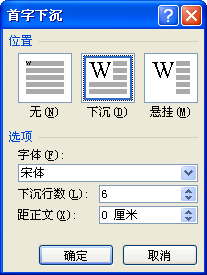 首字下沉
位置
W W W
无(N) 下沉(D) 悬挂(M)
选项
字体(F):
宋体
下沉行数(L): 6
距正文(X): 0 厘米
确定 取消